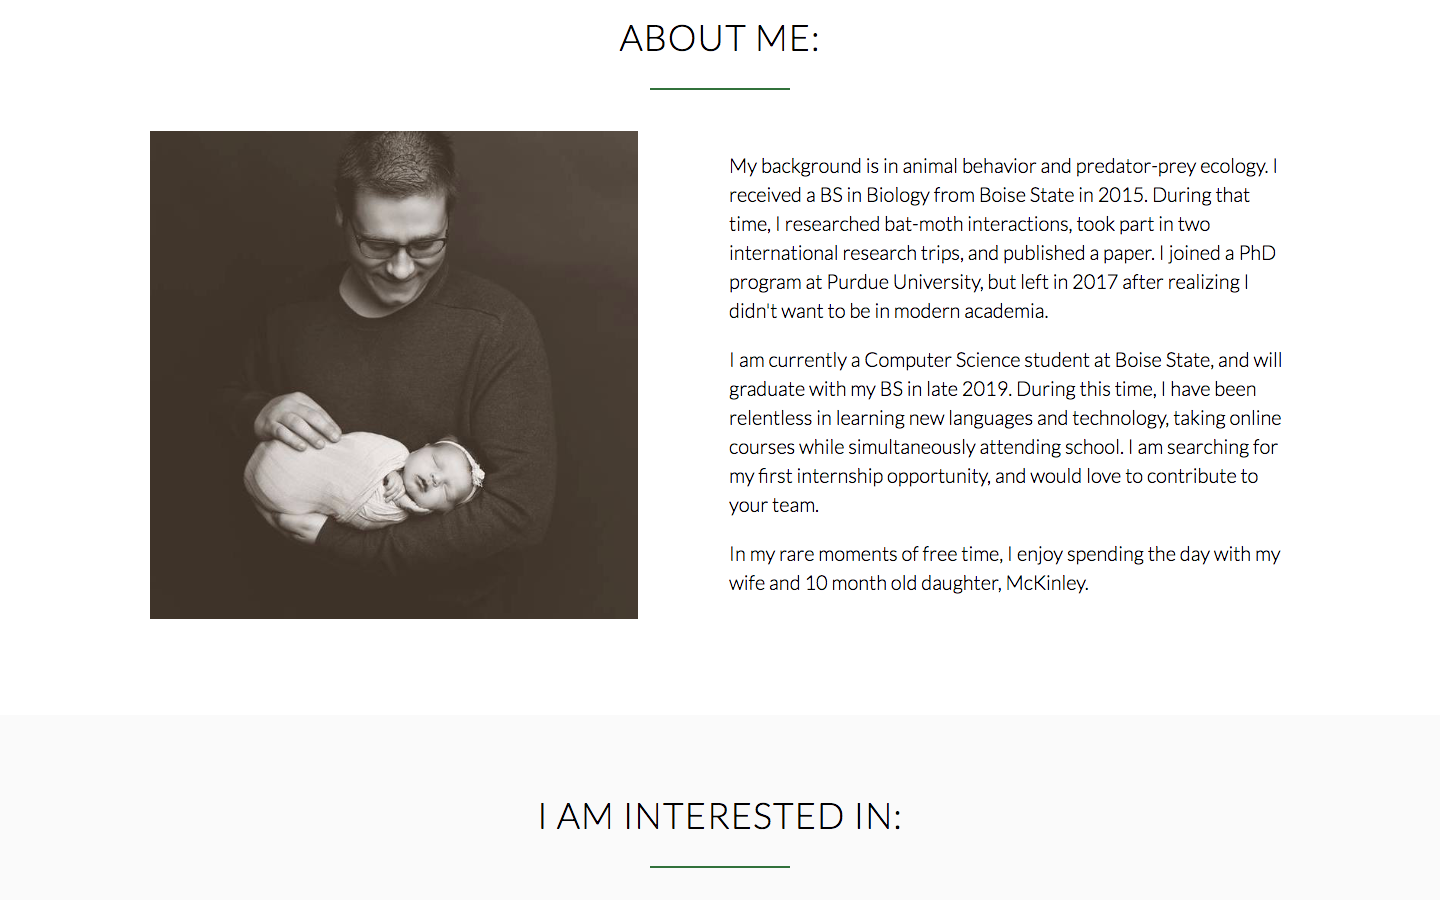 ABOUT ME:
My background is in animal behavior and predator-prey ecology. I
received a BS in Biology from Boise State in 2015. During that
time, I researched bat-moth interactions, took part in two
international research trips, and published a paper. I joined a PhD
program at Purdue University, but left in 2017 after realizing I
didn't want to be in modern academia.
I am currently a Computer Science student at Boise State, and will
graduate with my BS in late 2019. During this time, I have been
relentless in learning new languages and technology, taking online
courses while simultaneously attending school. I am searching for
my first internship opportunity, and would love to contribute to
your team.
In my rare moments of free time, I enjoy spending the day with my
wife and 10 month old daughter, McKinley.
I AM INTERESTED IN: